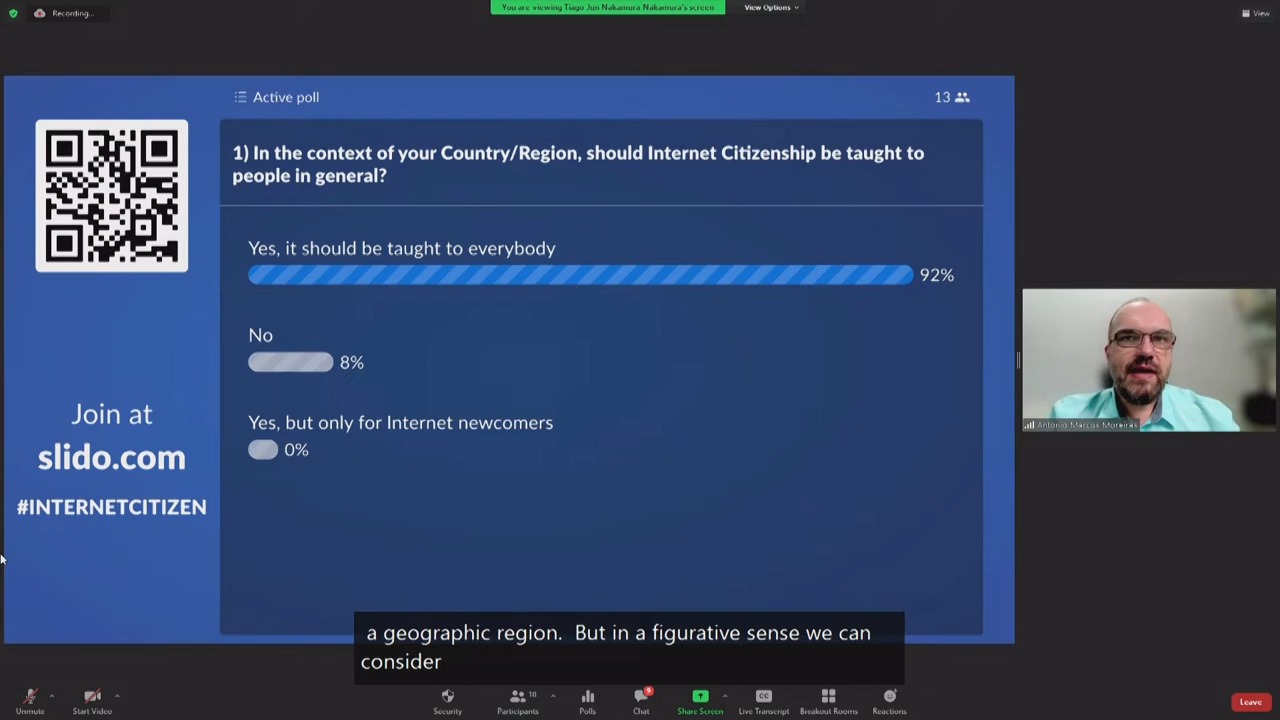 Recording...
You are viewing Tiago Jun Nakamura Nakamura's screen
View Options
View
Active poll
13
1) In the context of your Country/Region, should Internet Citizenship be taught to
people in general?
Yes, it should be taught to everybody
92%
No
8%
Yes, but only for Internet newcomers
0%
Join at
slido.com
#INTERNETCITIZEN
Antonio Marcos Moreiras
a geographic region. But in a figurative sense we can
consider
Unmute
Start Video
Security
18
Participants
Polls
Chat
Share Screen
CC
Live Transcript
Breakout Rooms
Reactions
Leave